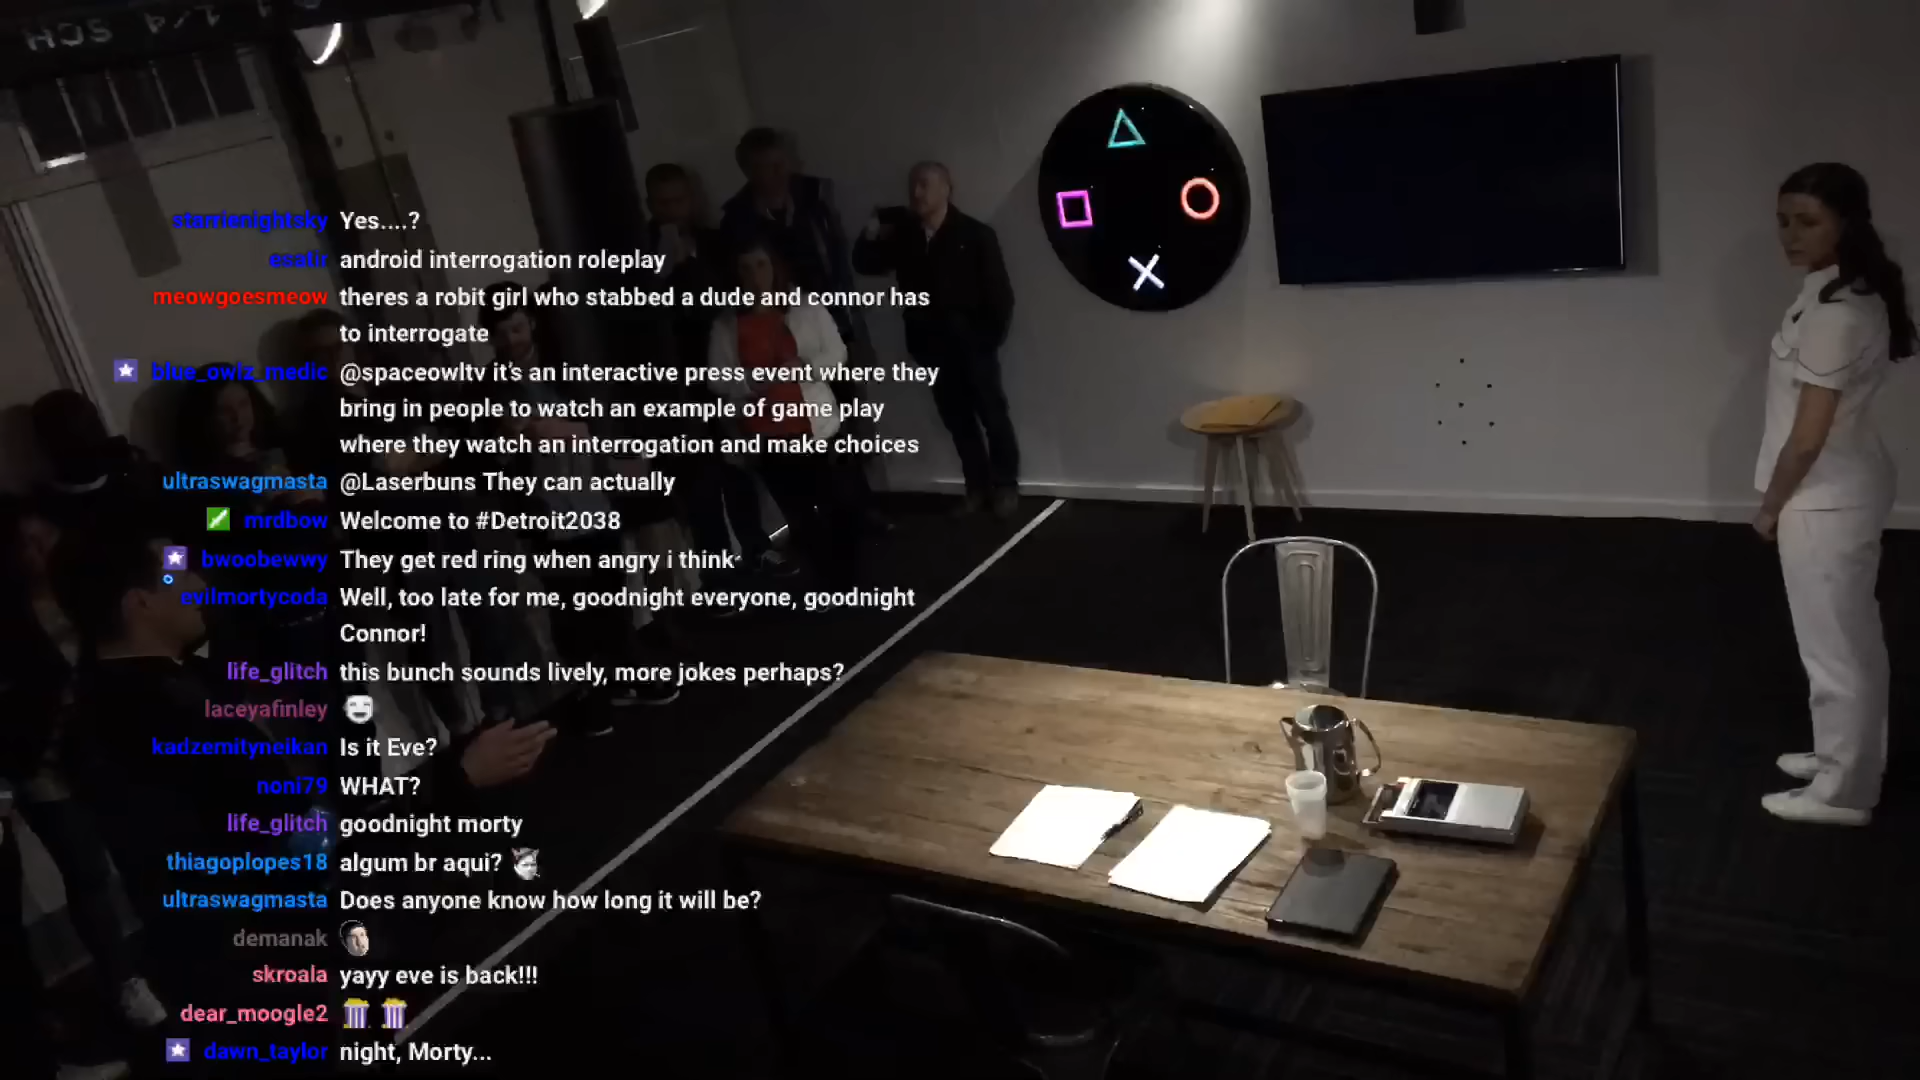 starrienightsky Yes....?
esatir android interrogation roleplay
meowgoesmeow theres a robit girl who stabbed a dude and connor has
to interrogate
blue_owlz_medic @spaceowltv it's an interactive press event where they
bring in people to watch an example of game play
where they watch an interrogation and make choices
ultraswagmasta @Laserbuns They can actually
mrdbow Welcome to #Detroit2038
bwoobewwy They get red ring when angry i think
evilmortycoda Well, too late for me, goodnight everyone, goodnight
Connor!
life_glitch this bunch sounds lively, more jokes perhaps?
laceyafinley
kadzemityneikan Is it Eve?
noni79 WHAT?
life_glitch goodnight morty
thiagoplopes18 algum br aqui?
ultraswagmasta Does anyone know how long it will be?
demanak
skroala yayy eve is back!!!
dear_moogle2
dawn_taylor night, Morty...